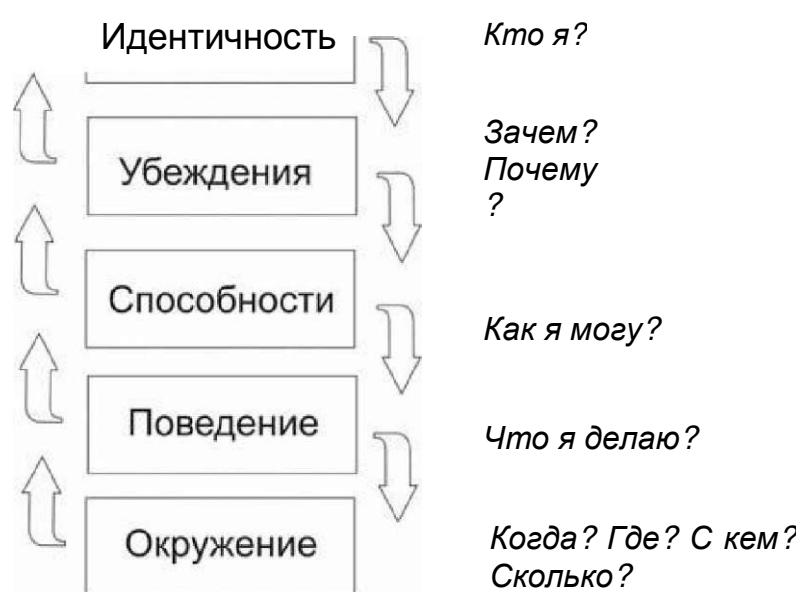 Идентичность
Кто я?
Убеждения
Зачем?
Почему
?
Способности
Как я могу?
Поведение
Что я делаю?
Окружение
Когда? Где? С кем?
Сколько?